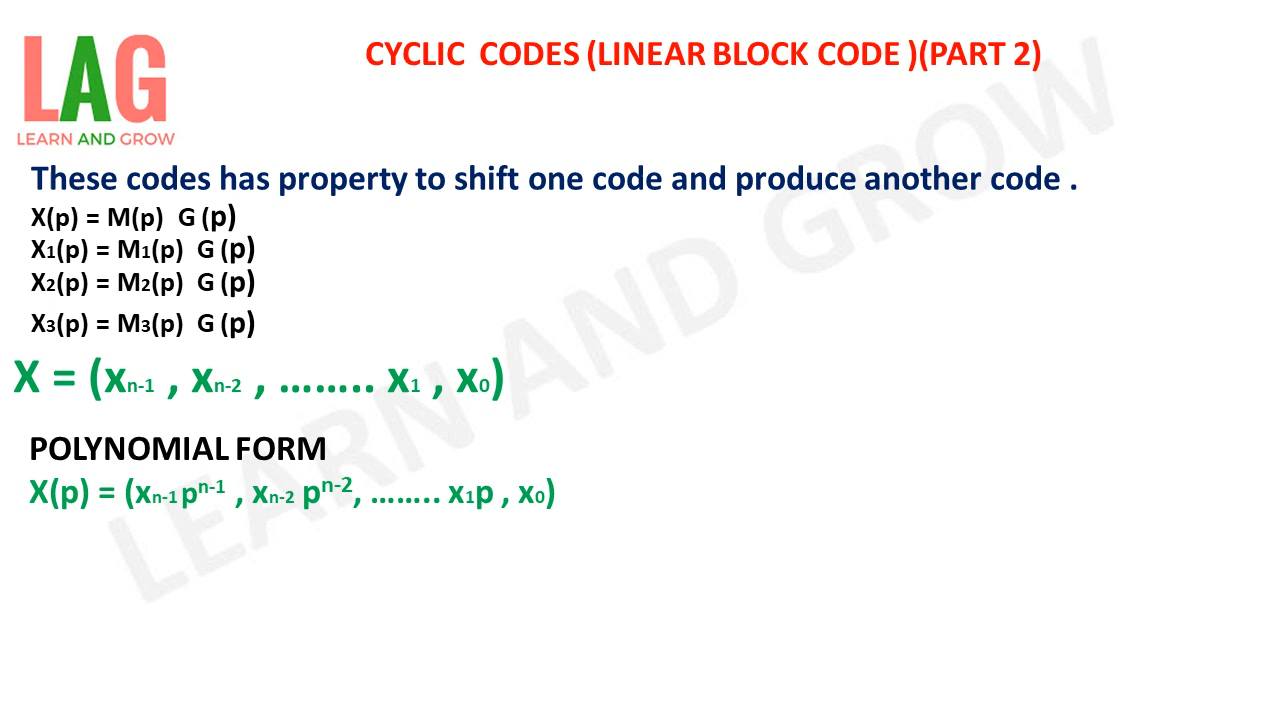 LAG
LEARN AND GROW
CYCLIC CODES (LINEAR BLOCK CODE )(PART 2)
These codes has property to shift one code and produce another code .
X(p) = M(p) G (p)
X1(p) = M1(p) G (p)
X2(p) = M2(p) G (p)
X3(p) = M3(p) G (p)
X = (xn-1 , xn-2 , …….. x1 , x0)
POLYNOMIAL FORM
X(p) = (xn-1 pn-1 , xn-2 pn-2, …….. x1p , x0)
LEARN AND GROW